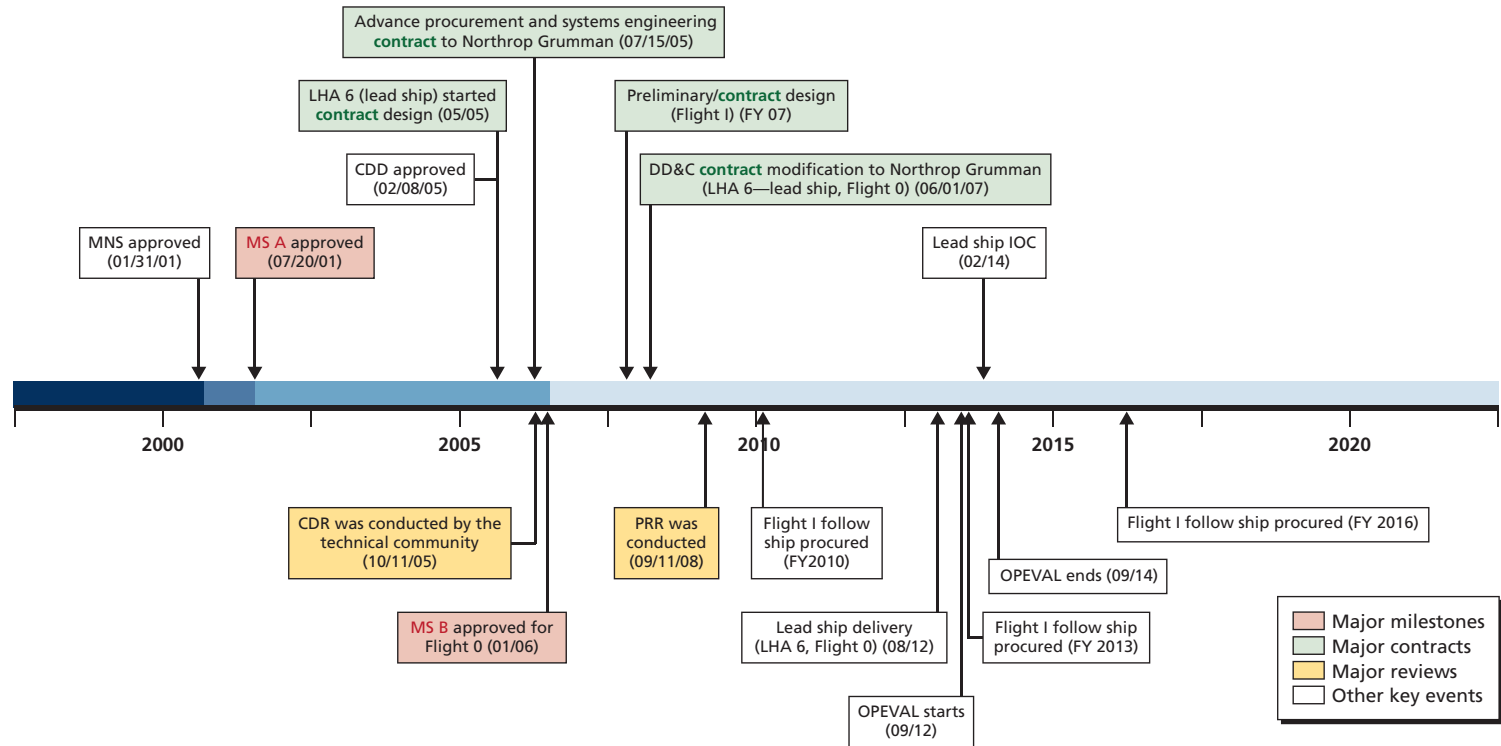 Advance procurement and systems engineering
contract to Northrop Grumman (07/15/05)
LHA 6 (lead ship) started
contract design (05/05)
Preliminary/contract design
(Flight I) (FY 07)
CDD approved
(02/08/05)
DD&C contract modification to Northrop Grumman
(LHA 6—lead ship, Flight 0) (06/01/07)
MNS approved
(01/31/01)
MS A approved
(07/20/01)
Lead ship IOC
(02/14)
2000
2005
2010
2015
2020
CDR was conducted by the
technical community
(10/11/05)
PRR was
conducted
(09/11/08)
Flight I follow
ship procured
(FY2010)
Flight I follow ship procured (FY 2016)
OPEVAL ends (09/14)
MS B approved for
Flight 0 (01/06)
Lead ship delivery
(LHA 6, Flight 0) (08/12)
Flight I follow ship
procured (FY 2013)
OPEVAL starts
(09/12)
Major milestones
Major contracts
Major reviews
Other key events